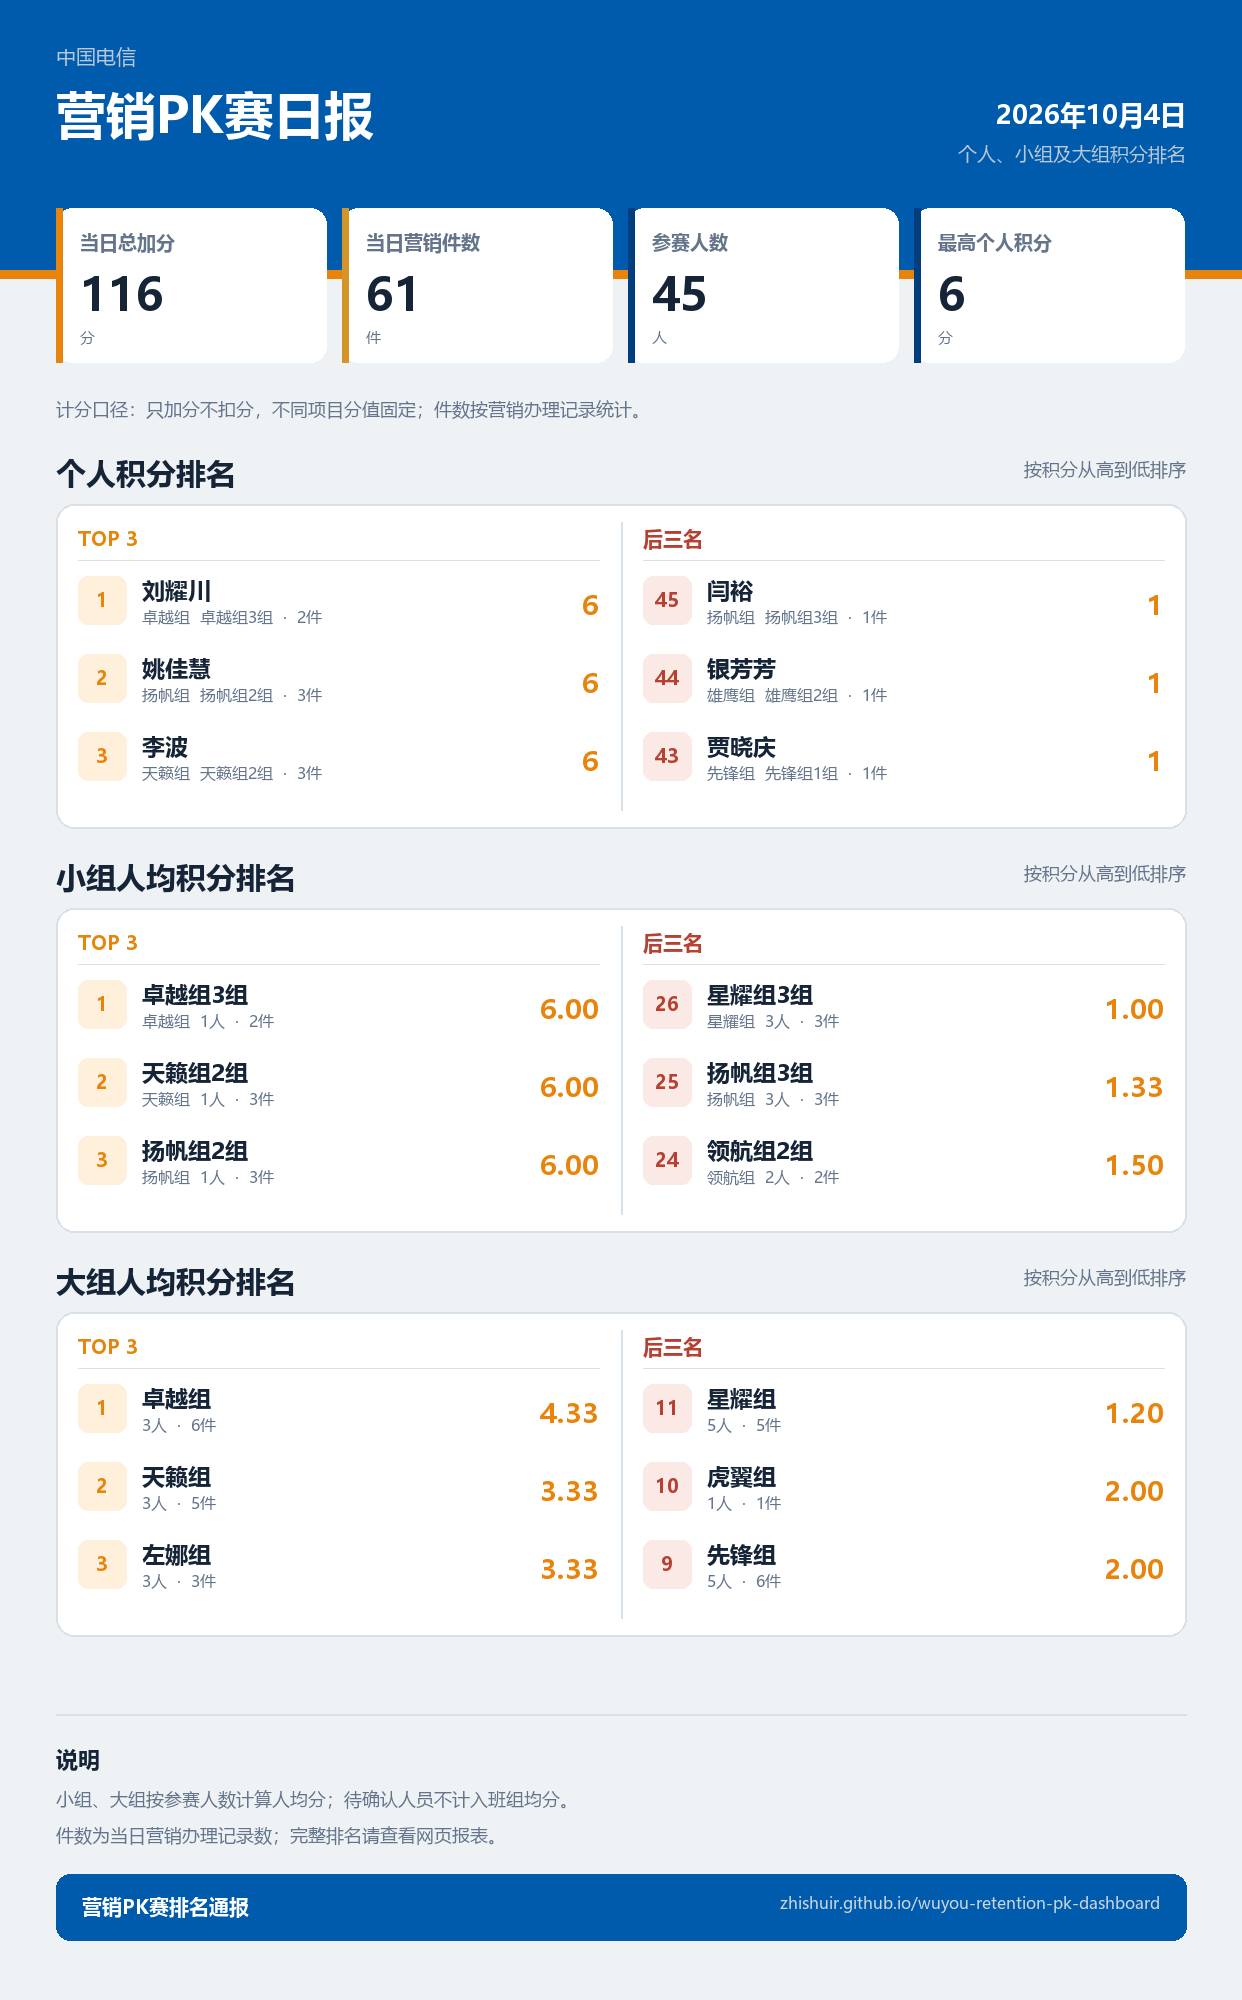 中国电信
营销PK赛日报
2026年10月4日
个人、小组及大组积分排名
当日总加分
116
分
当日营销件数
61
件
参赛人数
45
人
最高个人积分
6
分
计分口径：只加分不扣分，不同项目分值固定；件数按营销办理记录统计。
个人积分排名
按积分从高到低排序
TOP 3
1
刘耀川
卓越组 卓越组3组 · 2件
6
2
姚佳慧
扬帆组 扬帆组2组 · 3件
6
3
李波
天籁组 天籁组2组 · 3件
6
后三名
45
闫裕
扬帆组 扬帆组3组 · 1件
1
44
银芳芳
雄鹰组 雄鹰组2组 · 1件
1
43
贾晓庆
先锋组 先锋组1组 · 1件
1
小组人均积分排名
按积分从高到低排序
TOP 3
1
卓越组3组
卓越组 1人 · 2件
6.00
2
天籁组2组
天籁组 1人 · 3件
6.00
3
扬帆组2组
扬帆组 1人 · 3件
6.00
后三名
26
星耀组3组
星耀组 3人 · 3件
1.00
25
扬帆组3组
扬帆组 3人 · 3件
1.33
24
领航组2组
领航组 2人 · 2件
1.50
大组人均积分排名
按积分从高到低排序
TOP 3
1
卓越组
3人 · 6件
4.33
2
天籁组
3人 · 5件
3.33
3
左娜组
3人 · 3件
3.33
后三名
11
星耀组
5人 · 5件
1.20
10
虎翼组
1人 · 1件
2.00
9
先锋组
5人 · 6件
2.00
说明
小组、大组按参赛人数计算人均分；待确认人员不计入班组均分。
件数为当日营销办理记录数；完整排名请查看网页报表。
营销PK赛排名通报
zhishuir.github.io/wuyou-retention-pk-dashboard